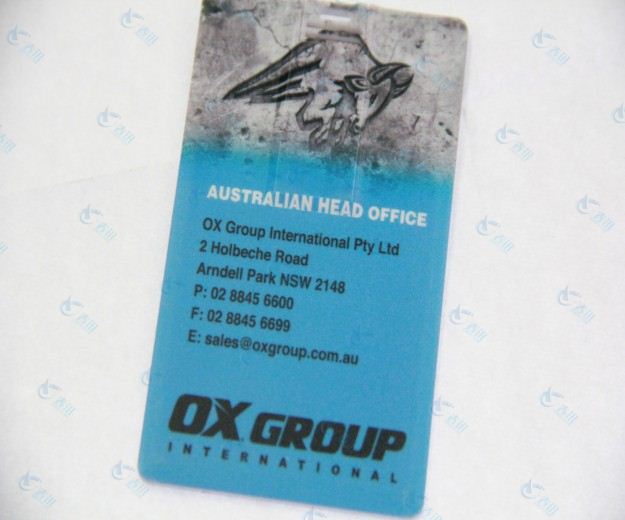 AUSTRALIAN HEAD OFFICE
OX Group International Pty Ltd
2 Holbeche Road
Arndell Park NSW 2148
P: 02 8845 6600
F: 02 8845 6699
E: sales@oxgroup.com.au
OX GROUP
INTERNATIONAL